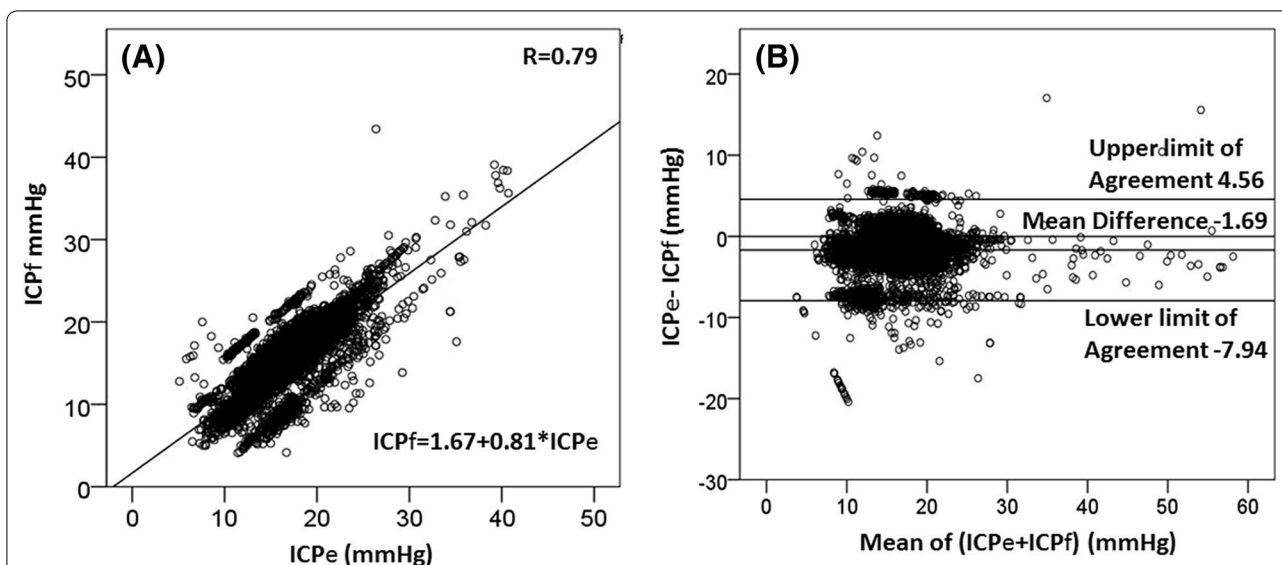 (A)
R=0.79
f
50
40
30
20
10
0
ICPf mmHg
ICPf=1.67+0.81*ICPe
0 10 20 30 40 50
ICPe (mmHg)
(B)
20
10
0
-10
-20
-30
ICPe- ICPf (mmHg)
Upper limit of
Agreement 4.56
Mean Difference -1.69
Lower limit of
Agreement -7.94
0 10 20 30 40 50 60
Mean of (ICPe+ICPf) (mmHg)